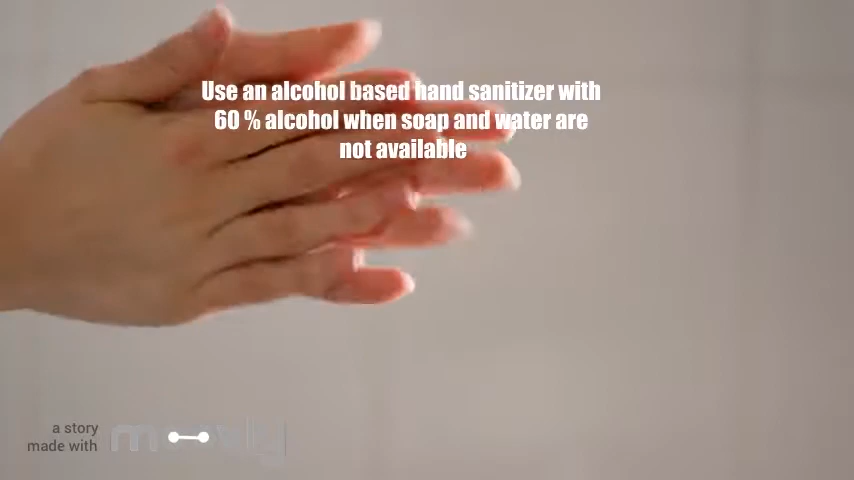 Use an alcohol based hand sanitizer with
60 % alcohol when soap and water are
not available
a story
made with